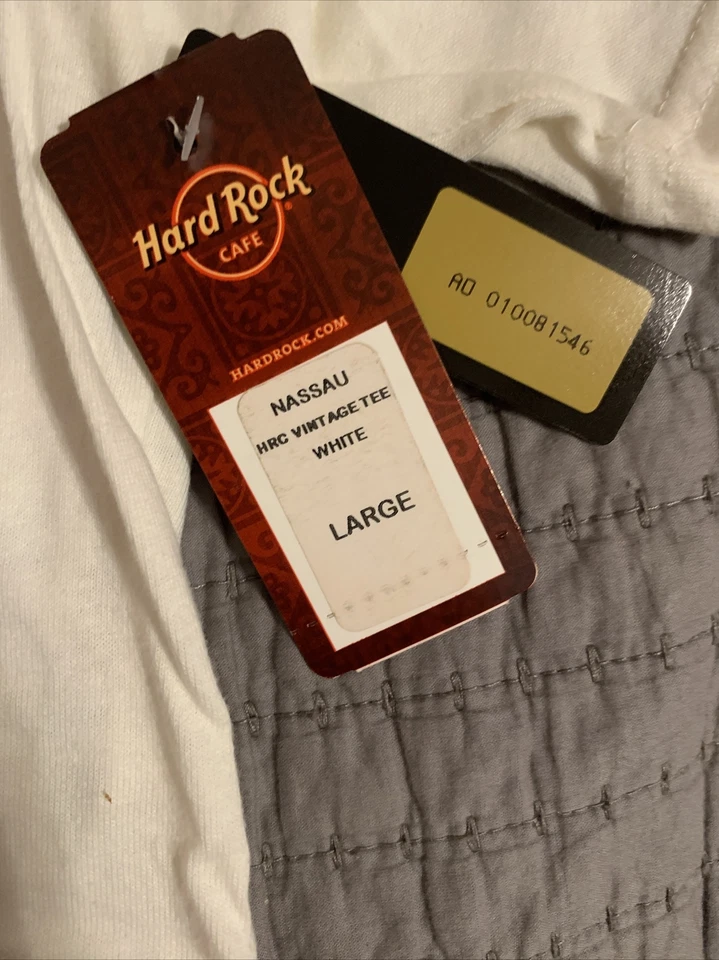 Hard Rock
CAFE
®
HARDROCK.COM
NASSAU
HRC VINTAGE TEE
WHITE
LARGE
AD 010081546